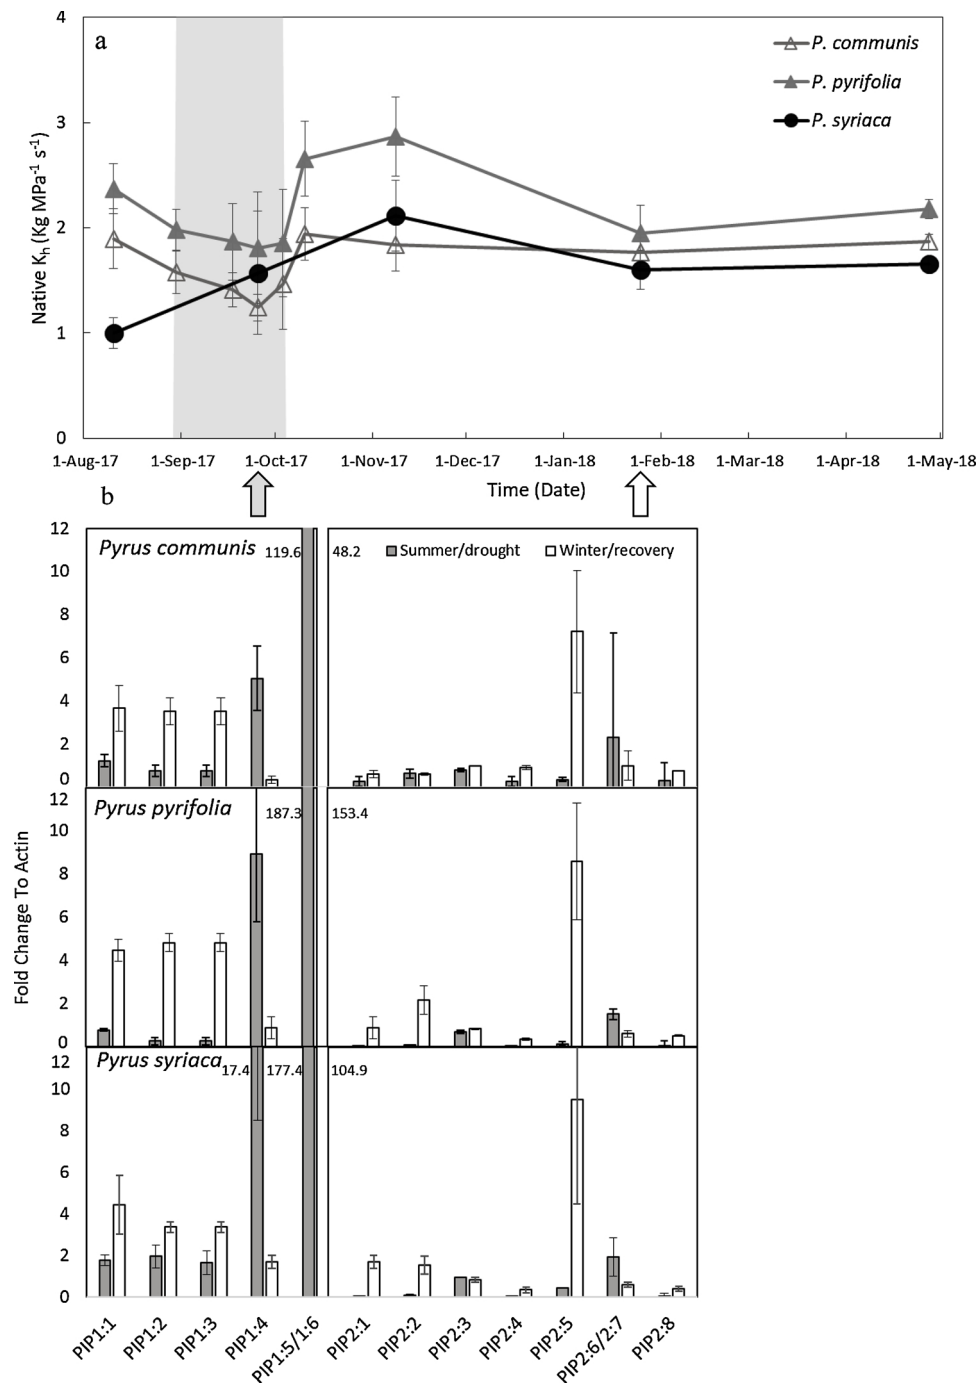 a
4
3
2
1
0
Native Kh (Kg MPa-1 s-1)
P. communis
P. pyrifolia
P. syriaca
1-Aug-17 1-Sep-17 1-Oct-17 1-Nov-17 1-Dec-17 1-Jan-18 1-Feb-18 1-Mar-18 1-Apr-18 1-May-18
Time (Date)
b
Fold Change To Actin
12
10
8
6
4
2
0
Pyrus communis 119.6 48.2 Summer/drought Winter/recovery
12
10
8
6
4
2
0
Pyrus pyrifolia 187.3 153.4
12
10
8
6
4
2
0
Pyrus syriaca 17.4 177.4 104.9
PIP1:1 PIP1:2 PIP1:3 PIP1:4 PIP1:5/1:6 PIP2:1 PIP2:2 PIP2:3 PIP2:4 PIP2:5 PIP2:6/2:7 PIP2:8